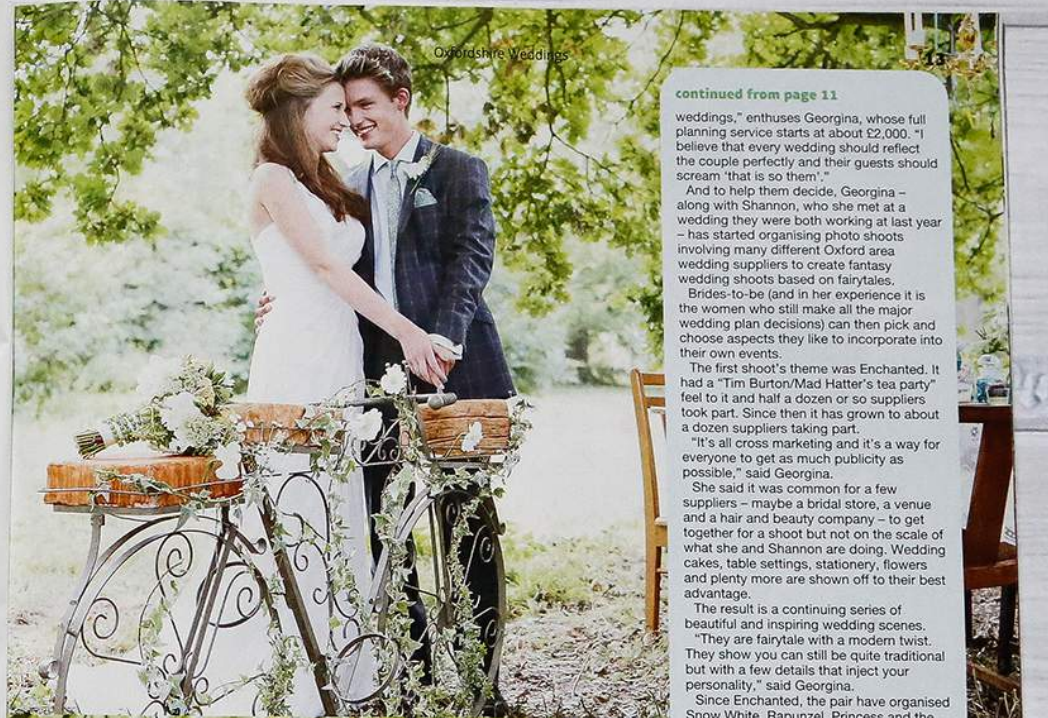 Oxfordshire Weddings
13
continued from page 11
weddings,” enthuses Georgina, whose full
planning service starts at about £2,000. “I
believe that every wedding should reflect
the couple perfectly and their guests should
scream ‘that is so them’.”
And to help them decide, Georgina –
along with Shannon, who she met at a
wedding they were both working at last year
– has started organising photo shoots
involving many different Oxford area
wedding suppliers to create fantasy
wedding shoots based on fairytales.
Brides-to-be (and in her experience it is
the women who still make all the major
wedding plan decisions) can then pick and
choose aspects they like to incorporate into
their own events.
The first shoot’s theme was Enchanted. It
had a “Tim Burton/Mad Hatter’s tea party”
feel to it and half a dozen or so suppliers
took part. Since then it has grown to about
a dozen suppliers taking part.
“It’s all cross marketing and it’s a way for
everyone to get as much publicity as
possible,” said Georgina.
She said it was common for a few
suppliers – maybe a bridal store, a venue
and a hair and beauty company – to get
together for a shoot but not on the scale of
what she and Shannon are doing. Wedding
cakes, table settings, stationery, flowers
and plenty more are shown off to their best
advantage.
The result is a continuing series of
beautiful and inspiring wedding scenes.
“They are fairytale with a modern twist.
They show you can still be quite traditional
but with a few details that inject your
personality,” said Georgina.
Since Enchanted, the pair have organised
Snow White, Rapunzel, Princess and the